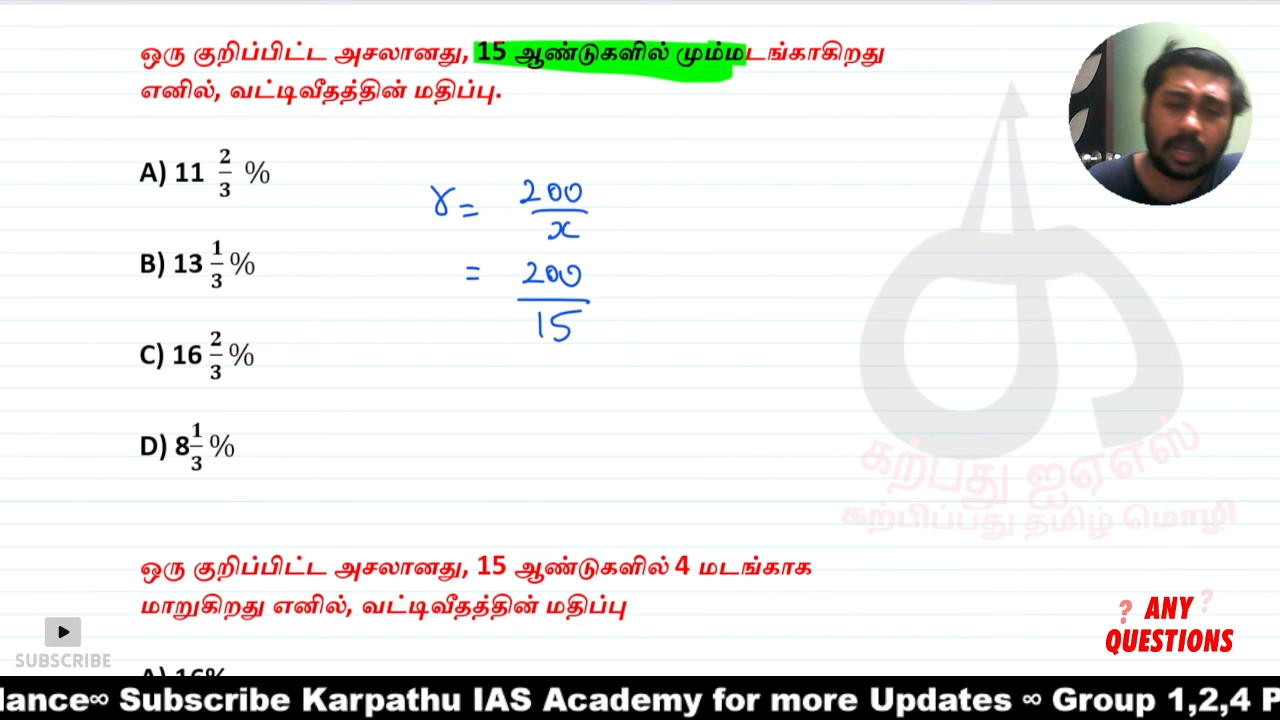 ஒரு குறிப்பிட்ட அசலானது, 15 ஆண்டுகளில் மும்மடங்காகிறது
எனில், வட்டிவீதத்தின் மதிப்பு.
A) 11 2/3 %
B) 13 1/3 %
C) 16 2/3 %
D) 8 1/3 %
r = 200/x
= 200/15
கற்பது ஐஏஎஸ்
கற்பிப்பது தமிழ் மொழி
ஒரு குறிப்பிட்ட அசலானது, 15 ஆண்டுகளில் 4 மடங்காக
மாறுகிறது எனில், வட்டிவீதத்தின் மதிப்பு
A) 16%
? ANY ?
QUESTIONS
SUBSCRIBE
lance∞ Subscribe Karpathu IAS Academy for more Updates ∞ Group 1,2,4 P